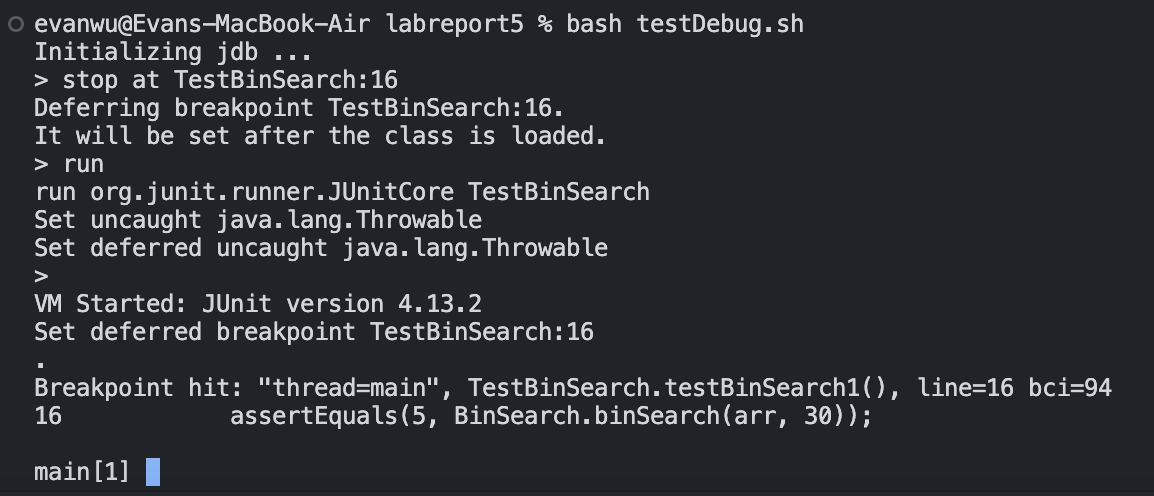 evanwu@Evans-MacBook-Air labreport5 % bash testDebug.sh
Initializing jdb ...
> stop at TestBinSearch:16
Deferring breakpoint TestBinSearch:16.
It will be set after the class is loaded.
> run
run org.junit.runner.JUnitCore TestBinSearch
Set uncaught java.lang.Throwable
Set deferred uncaught java.lang.Throwable
>
VM Started: JUnit version 4.13.2
Set deferred breakpoint TestBinSearch:16
.
Breakpoint hit: "thread=main", TestBinSearch.testBinSearch1(), line=16 bci=94
16            assertEquals(5, BinSearch.binSearch(arr, 30));
main[1]